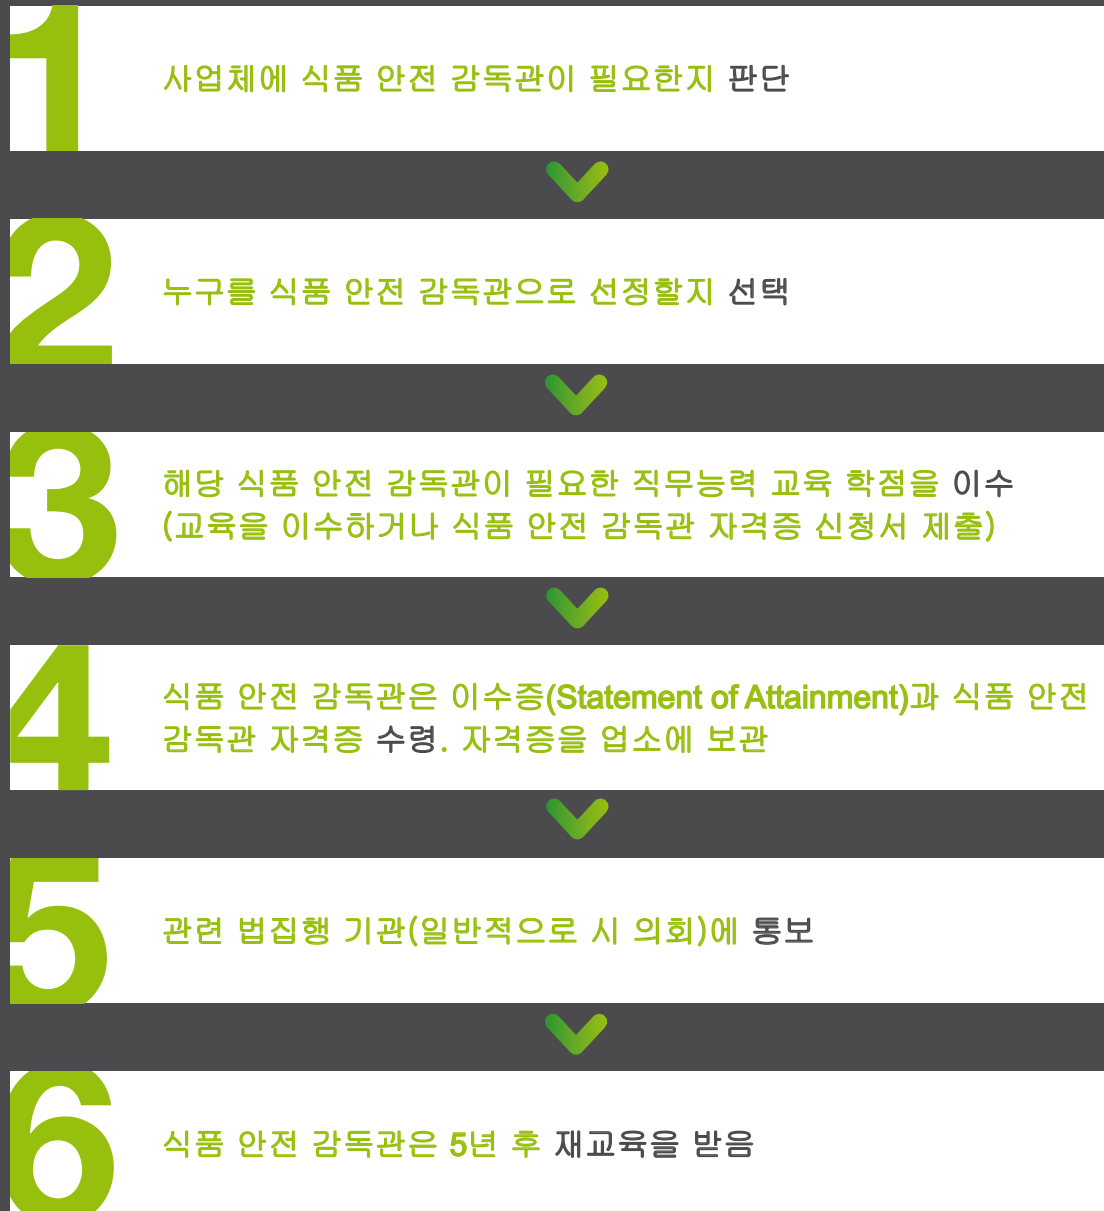 1
사업체에 식품 안전 감독관이 필요한지 판단
2
누구를 식품 안전 감독관으로 선정할지 선택
3
해당 식품 안전 감독관이 필요한 직무능력 교육 학점을 이수
(교육을 이수하거나 식품 안전 감독관 자격증 신청서 제출)
4
식품 안전 감독관은 이수증(Statement of Attainment)과 식품 안전
감독관 자격증 수령. 자격증을 업소에 보관
5
관련 법집행 기관(일반적으로 시 의회)에 통보
6
식품 안전 감독관은 5년 후 재교육을 받음